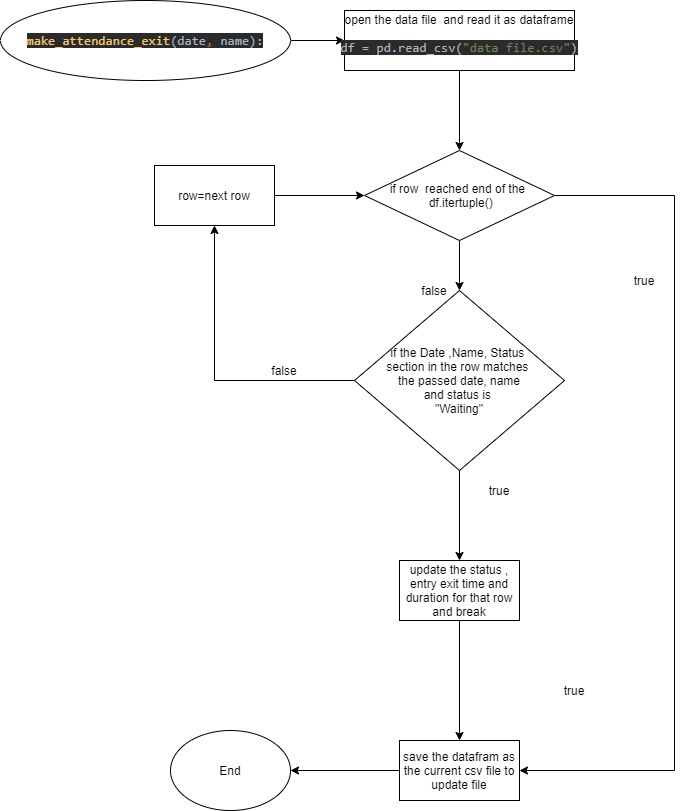 make_attendance_exit(date, name):
open the data file  and read it as dataframe
df = pd.read_csv("data file.csv")
if row  reached end of the
df.itertuple()
row=next row
true
false
if the Date ,Name, Status
section in the row matches
the passed date, name
and status is
"Waiting"
false
true
update the status ,
entry exit time and
duration for that row
and break
true
save the datafram as
the current csv file to
update file
End